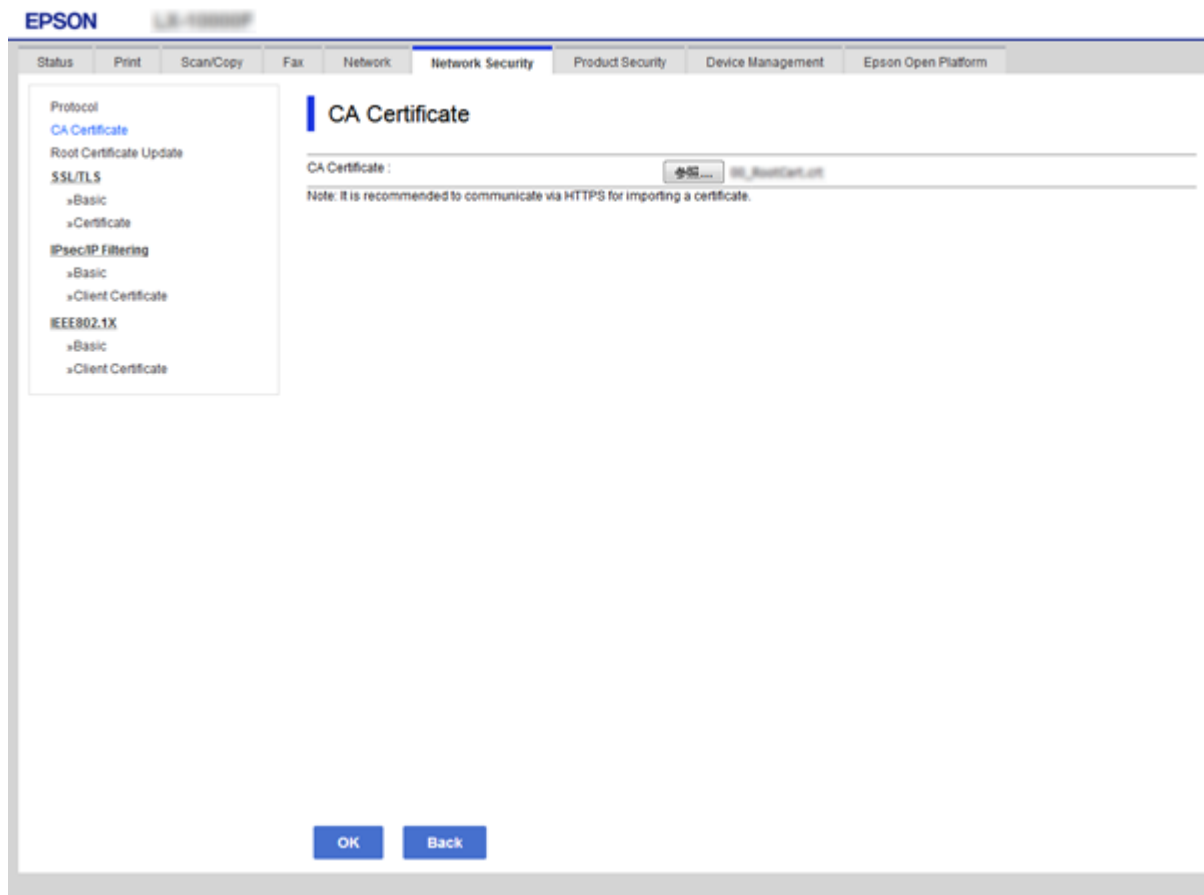 EPSON
Status Print Scan/Copy Fax Network Network Security Product Security Device Management Epson Open Platform
Protocol
CA Certificate
Root Certificate Update
SSL/TLS
»Basic
»Certificate
IPsec/IP Filtering
»Basic
»Client Certificate
IEEE802.1X
»Basic
»Client Certificate
CA Certificate
CA Certificate : 参照...
Note: It is recommended to communicate via HTTPS for importing a certificate.
OK Back